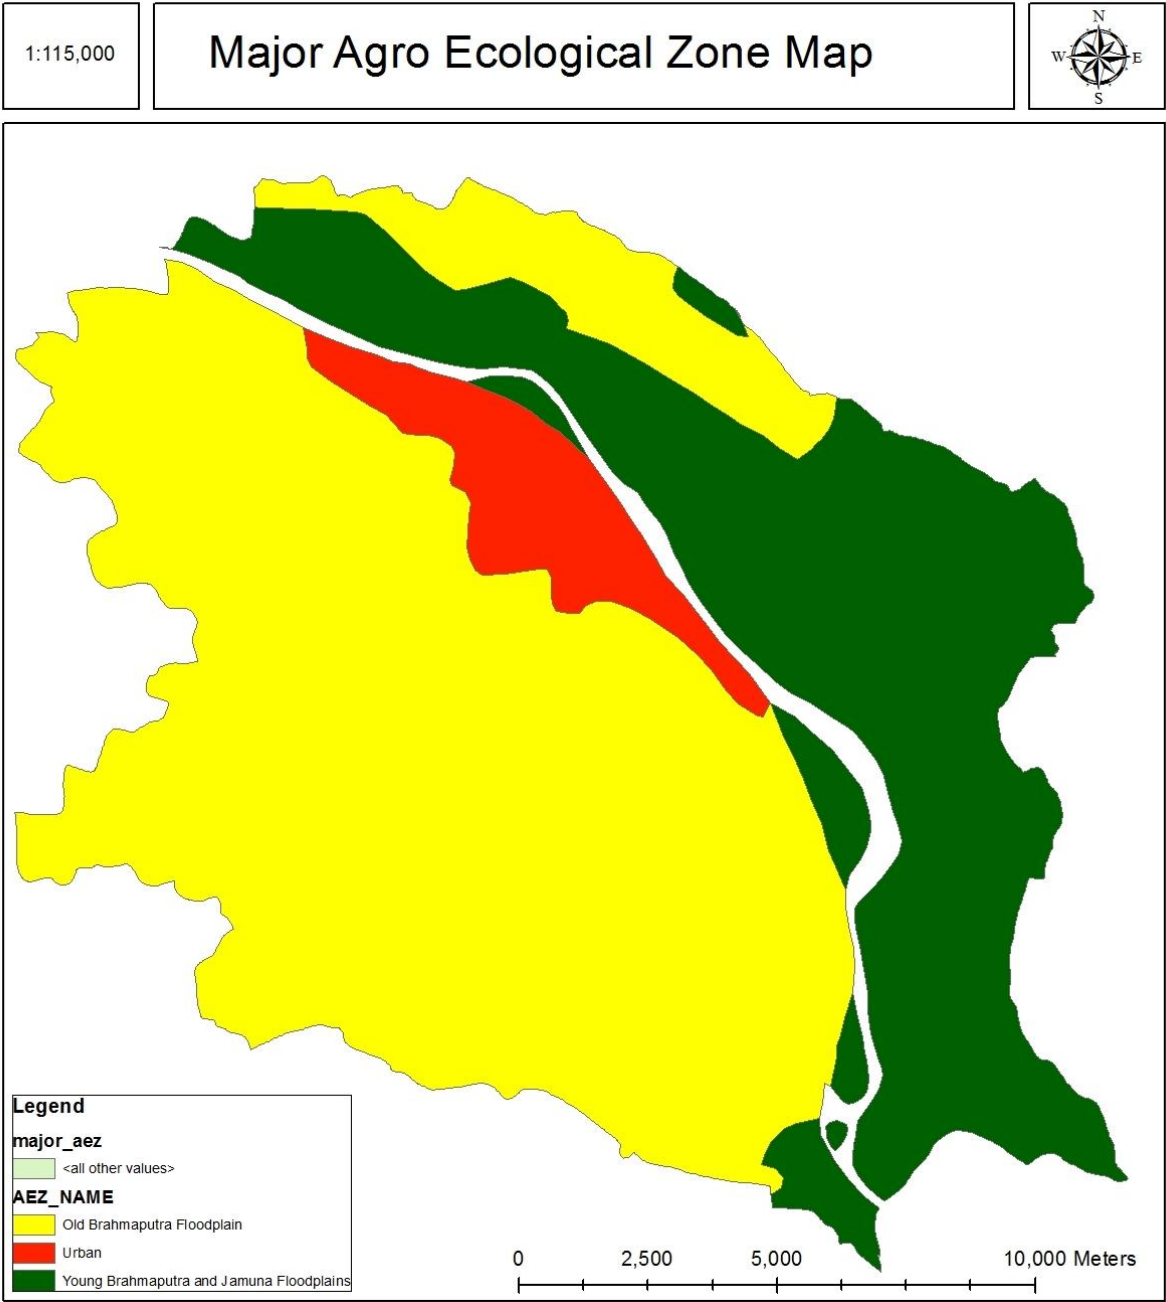 1:115,000
Major Agro Ecological Zone Map
N
W
E
S
Legend
major_aez
<all other values>
AEZ_NAME
Old Brahmaputra Floodplain
Urban
Young Brahmaputra and Jamuna Floodplains
0 2,500 5,000 10,000 Meters